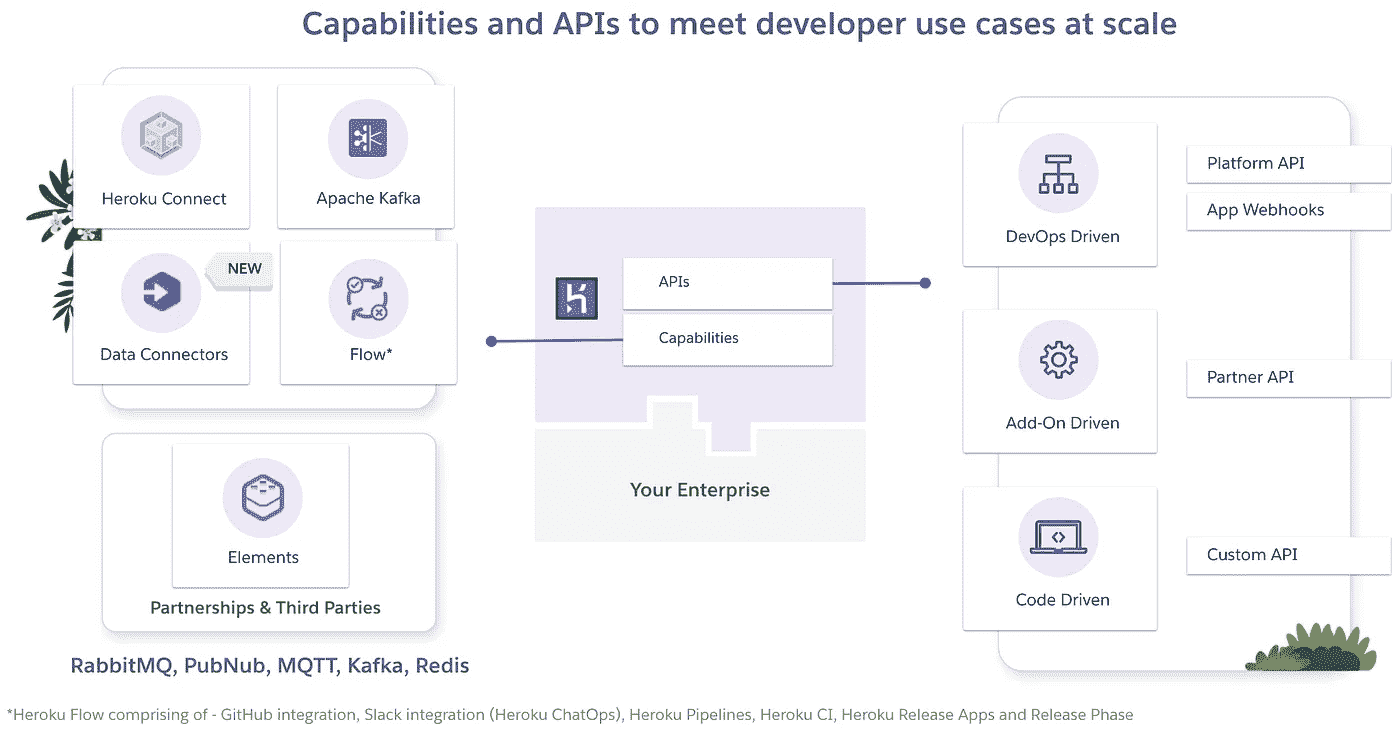 Capabilities and APIs to meet developer use cases at scale
Heroku Connect
Apache Kafka
NEW
Data Connectors
Flow*
Elements
Partnerships & Third Parties
RabbitMQ, PubNub, MQTT, Kafka, Redis
APIs
Capabilities
Your Enterprise
DevOps Driven
Platform API
App Webhooks
Add-On Driven
Partner API
Code Driven
Custom API
*Heroku Flow comprising of - GitHub integration, Slack integration (Heroku ChatOps), Heroku Pipelines, Heroku CI, Heroku Release Apps and Release Phase